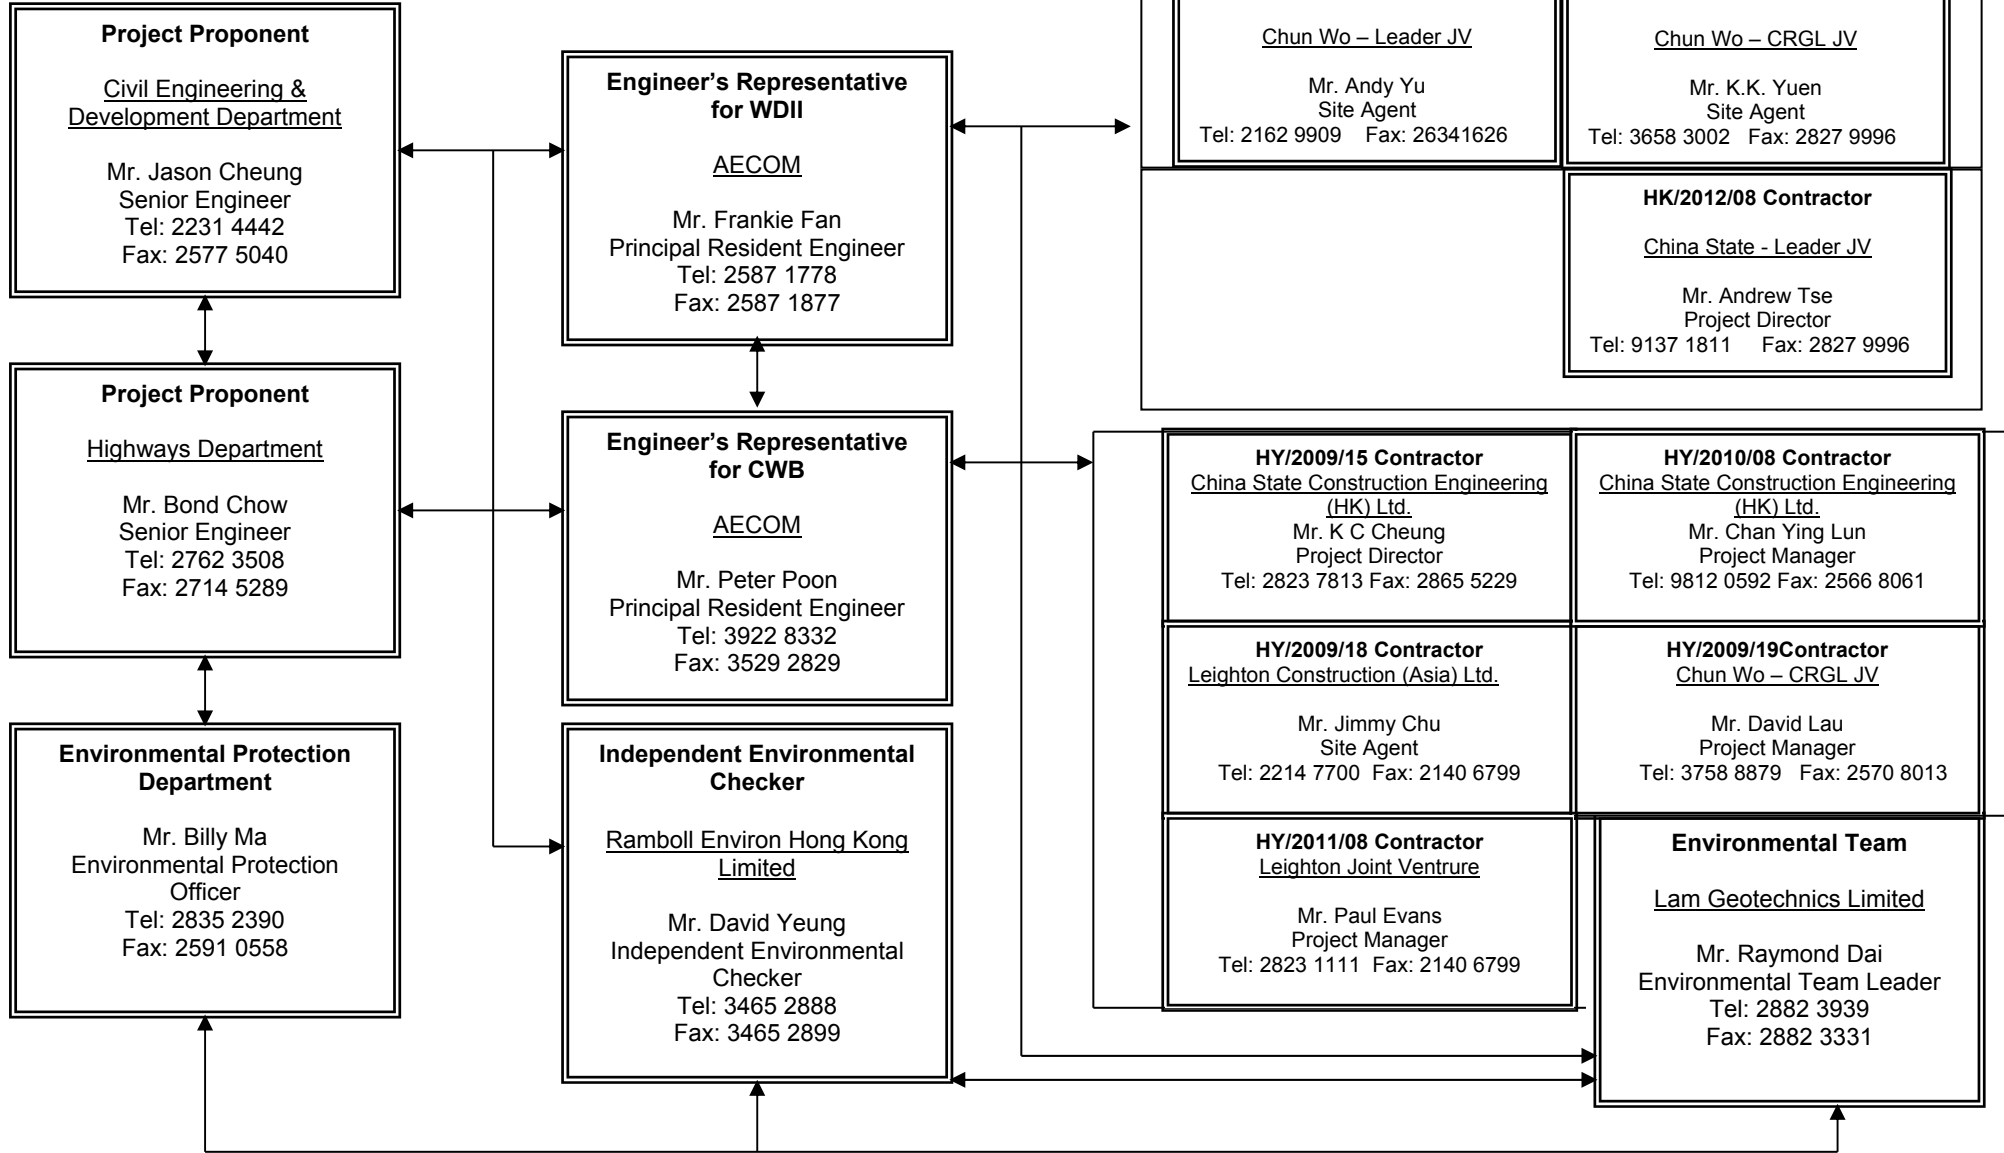 Project Proponent
Civil Engineering &
Development Department
Mr. Jason Cheung
Senior Engineer
Tel: 2231 4442
Fax: 2577 5040
Project Proponent
Highways Department
Mr. Bond Chow
Senior Engineer
Tel: 2762 3508
Fax: 2714 5289
Environmental Protection
Department
Mr. Billy Ma
Environmental Protection
Officer
Tel: 2835 2390
Fax: 2591 0558
Engineer’s Representative
for WDII
AECOM
Mr. Frankie Fan
Principal Resident Engineer
Tel: 2587 1778
Fax: 2587 1877
Engineer’s Representative
for CWB
AECOM
Mr. Peter Poon
Principal Resident Engineer
Tel: 3922 8332
Fax: 3529 2829
Independent Environmental
Checker
Ramboll Environ Hong Kong
Limited
Mr. David Yeung
Independent Environmental
Checker
Tel: 3465 2888
Fax: 3465 2899
Chun Wo – Leader JV
Mr. Andy Yu
Site Agent
Tel: 2162 9909 Fax: 26341626
Chun Wo – CRGL JV
Mr. K.K. Yuen
Site Agent
Tel: 3658 3002 Fax: 2827 9996
HK/2012/08 Contractor
China State - Leader JV
Mr. Andrew Tse
Project Director
Tel: 9137 1811 Fax: 2827 9996
HY/2009/15 Contractor
China State Construction Engineering
(HK) Ltd.
Mr. K C Cheung
Project Director
Tel: 2823 7813 Fax: 2865 5229
HY/2010/08 Contractor
China State Construction Engineering
(HK) Ltd.
Mr. Chan Ying Lun
Project Manager
Tel: 9812 0592 Fax: 2566 8061
HY/2009/18 Contractor
Leighton Construction (Asia) Ltd.
Mr. Jimmy Chu
Site Agent
Tel: 2214 7700 Fax: 2140 6799
HY/2009/19Contractor
Chun Wo – CRGL JV
Mr. David Lau
Project Manager
Tel: 3758 8879 Fax: 2570 8013
HY/2011/08 Contractor
Leighton Joint Ventrure
Mr. Paul Evans
Project Manager
Tel: 2823 1111 Fax: 2140 6799
Environmental Team
Lam Geotechnics Limited
Mr. Raymond Dai
Environmental Team Leader
Tel: 2882 3939
Fax: 2882 3331